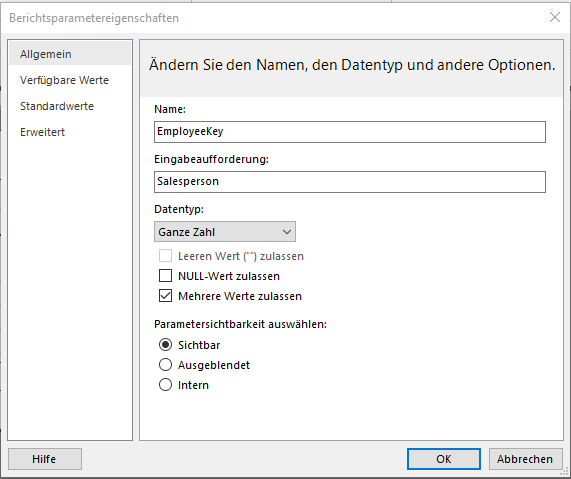 Berichtsparametereigenschaften
Allgemein
Verfügbare Werte
Standardwerte
Erweitert
Ändern Sie den Namen, den Datentyp und andere Optionen.
Name:
EmployeeKey
Eingabeaufforderung:
Salesperson
Datentyp:
Ganze Zahl
Leeren Wert ("") zulassen
NULL-Wert zulassen
Mehrere Werte zulassen
Parametersichtbarkeit auswählen:
Sichtbar
Ausgeblendet
Intern
Hilfe
OK
Abbrechen